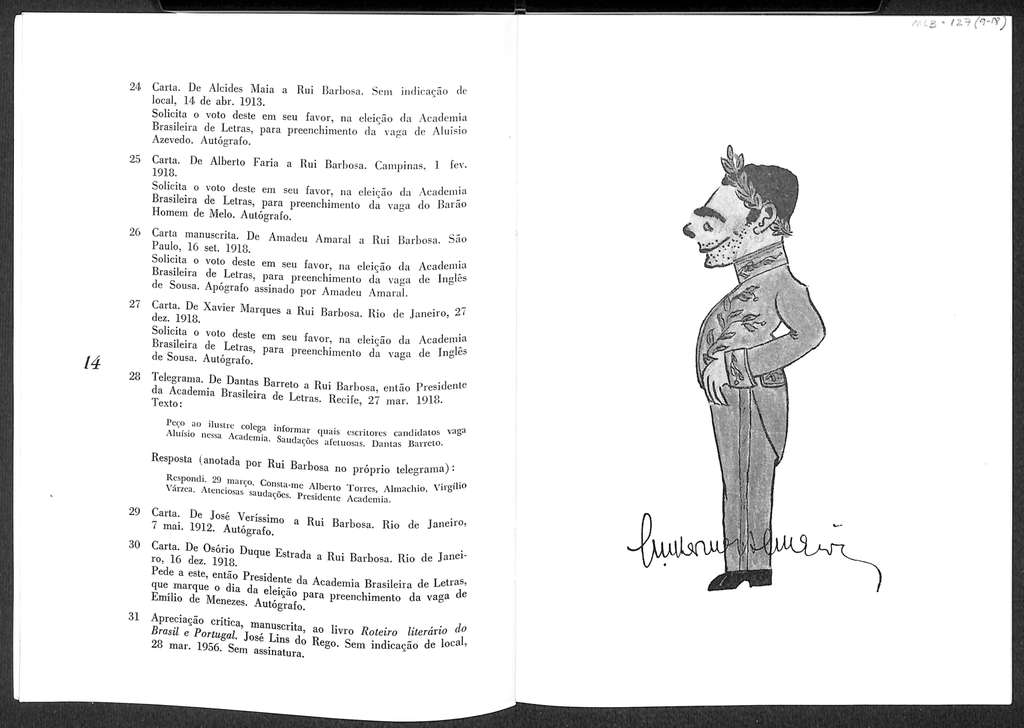 MLB - 127 (9-18)
24 Carta. De Alcides Maia a Rui Barbosa. Sem indicação de
local, 14 de abr. 1913.
Solicita o voto deste em seu favor, na eleição da Academia
Brasileira de Letras, para preenchimento da vaga de Aluisio
Azevedo. Autógrafo.
25 Carta. De Alberto Faria a Rui Barbosa. Campinas. 1 fev.
1918.
Solicita o voto deste em seu favor, na eleição da Academia
Brasileira de Letras, para preenchimento da vaga do Barão
Homem de Melo. Autógrafo.
26 Carta manuscrita. De Amadeu Amaral a Rui Barbosa. São
Paulo, 16 set. 1918.
Solicita o voto deste em seu favor, na eleição da Academia
Brasileira de Letras, para preenchimento da vaga de Inglês
de Sousa. Apógrafo assinado por Amadeu Amaral.
27 Carta. De Xavier Marques a Rui Barbosa. Rio de Janeiro, 27
dez. 1918.
Solicita o voto deste em seu favor, na eleição da Academia
Brasileira de Letras, para preenchimento da vaga de Inglês
de Sousa. Autógrafo.
14
28 Telegrama. De Dantas Barreto a Rui Barbosa, então Presidente
da Academia Brasileira de Letras. Recife, 27 mar. 1918.
Texto:
Peço ao ilustre colega informar quais escritores candidatos vaga
Aluísio nessa Academia. Saudações afetuosas. Dantas Barreto.
Resposta (anotada por Rui Barbosa no próprio telegrama):
Respondi. 29 março. Consta-me Alberto Torres, Almachio, Virgílio
Várzea. Atenciosas saudações. Presidente Academia.
29 Carta. De José Veríssimo a Rui Barbosa. Rio de Janeiro,
7 mai. 1912. Autógrafo.
30 Carta. De Osório Duque Estrada a Rui Barbosa. Rio de Janei-
ro, 16 dez. 1918.
Pede a este, então Presidente da Academia Brasileira de Letras,
que marque o dia da eleição para preenchimento da vaga de
Emílio de Menezes. Autógrafo.
31 Apreciação crítica, manuscrita, ao livro Roteiro literário do
Brasil e Portugal. José Lins do Rego. Sem indicação de local,
28 mar. 1956. Sem assinatura.